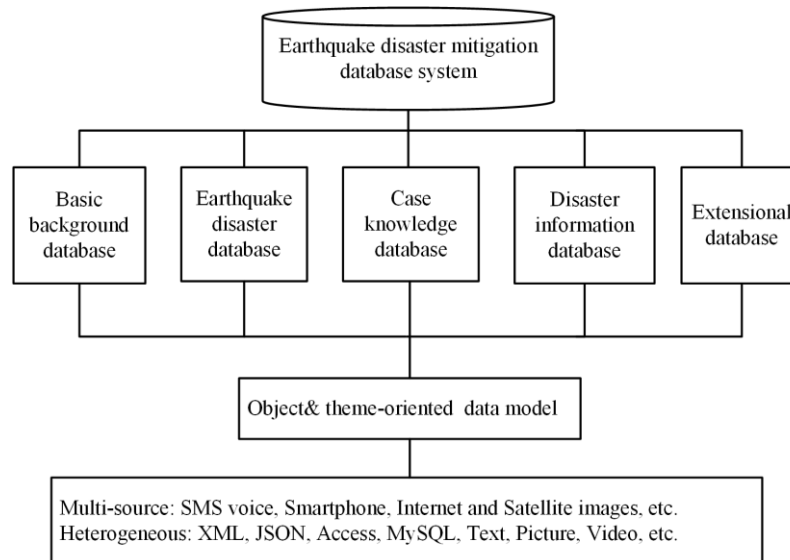 Earthquake disaster mitigation
database system
Basic
background
database
Earthquake
disaster
database
Case
knowledge
database
Disaster
information
database
Extensional
database
Object& theme-oriented data model
Multi-source: SMS voice, Smartphone, Internet and Satellite images, etc.
Heterogeneous: XML, JSON, Access, MySQL, Text, Picture, Video, etc.